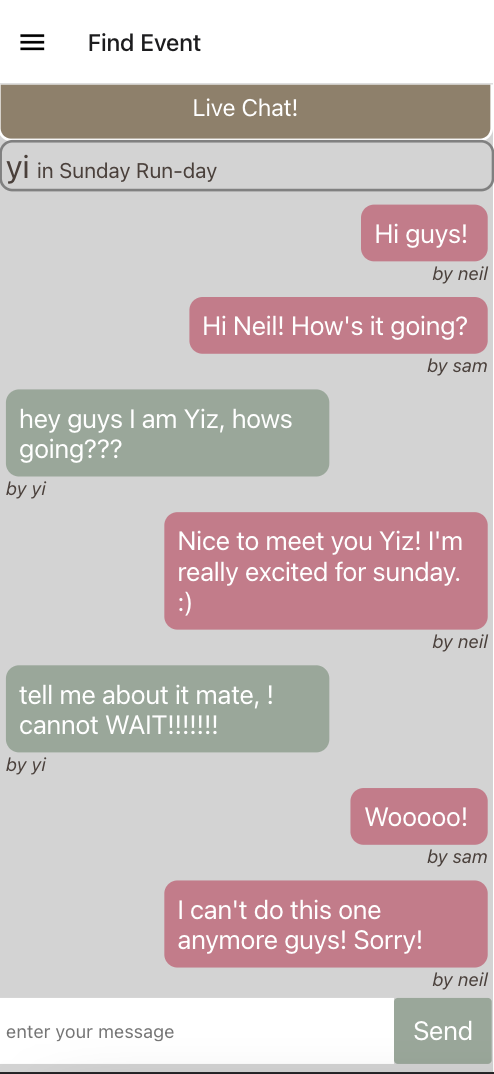 Find Event
Live Chat!
yi in Sunday Run-day
Hi guys!
by neil
Hi Neil! How's it going?
by sam
hey guys I am Yiz, hows
going???
by yi
Nice to meet you Yiz! I'm
really excited for sunday.
:)
by neil
tell me about it mate, !
cannot WAIT!!!!!!!
by yi
Wooooo!
by sam
I can't do this one
anymore guys! Sorry!
by neil
enter your message
Send